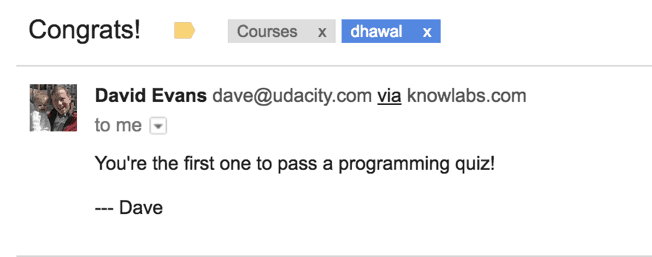 Congrats! Courses x dhawal x
David Evans dave@udacity.com via knowlabs.com
to me
You're the first one to pass a programming quiz!
--- Dave